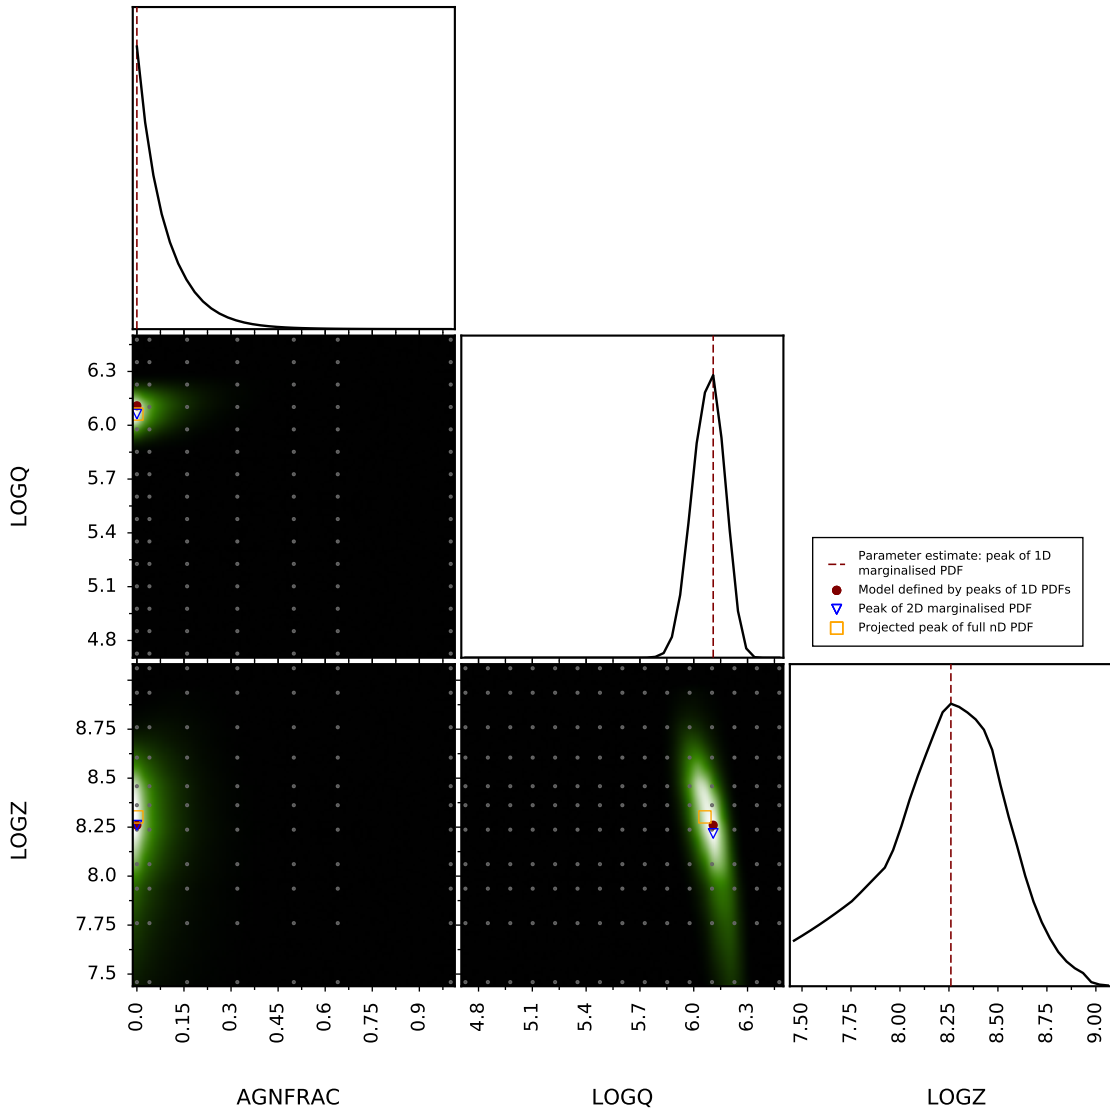 6.3
6.0
5.7
5.4
5.1
4.8
LOGQ
Parameter estimate: peak of 1D
marginalised PDF
Model defined by peaks of 1D PDFs
Peak of 2D marginalised PDF
Projected peak of full nD PDF
8.75
8.5
8.25
8.0
7.75
7.5
LOGZ
0.0 0.15 0.3 0.45 0.6 0.75 0.9
4.8 5.1 5.4 5.7 6.0 6.3
7.50 7.75 8.00 8.25 8.50 8.75 9.00
AGNFRAC LOGQ LOGZ